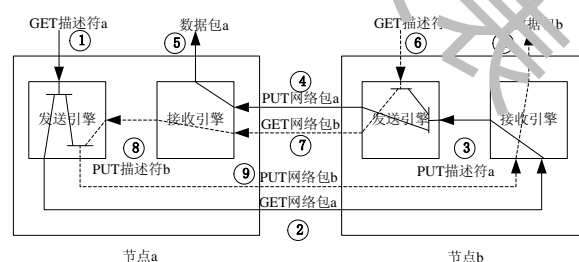 GET描述符a
数据包a
GET描述符
据包b
①
⑤
⑥
④
PUT网络包a
发送引擎
接收引擎
发送引擎
接收引擎
GET网络包b
⑦
⑧
③
PUT描述符b
PUT描述符a
⑨
PUT网络包b
GET网络包a
②
节点a
节点b